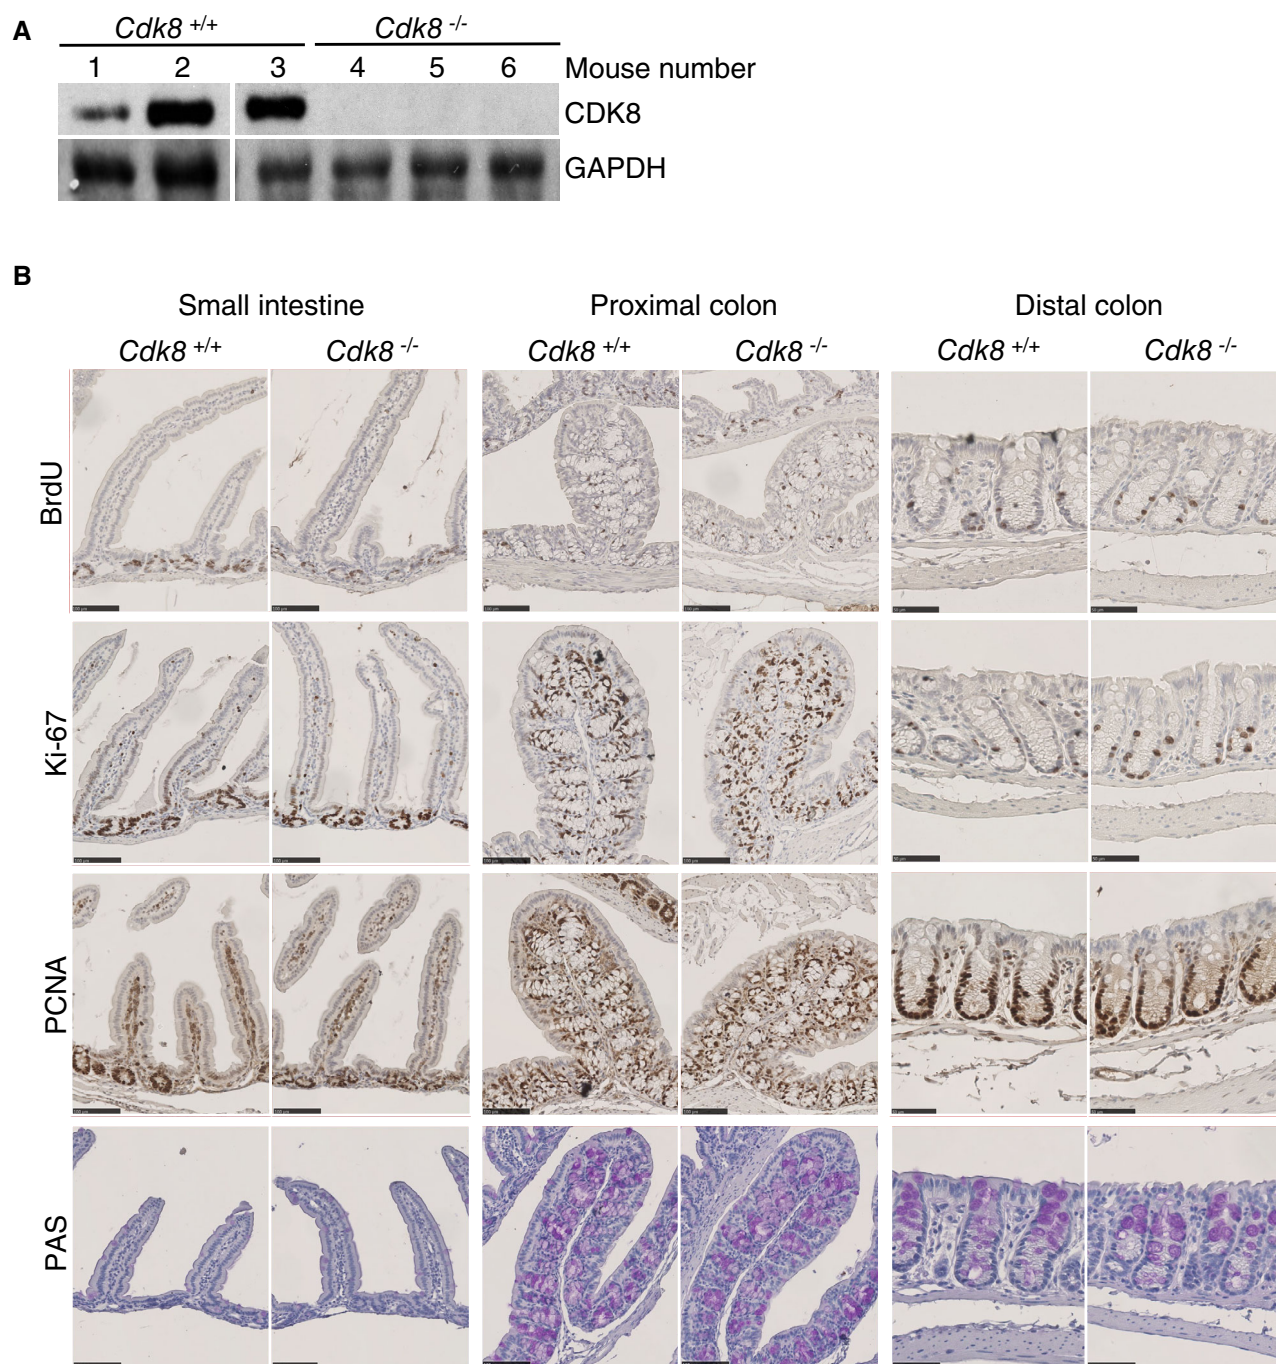 A
Cdk8 +/+ Cdk8 -/-
1 2 3 4 5 6 Mouse number
CDK8
GAPDH
B
Small intestine Proximal colon Distal colon
Cdk8 +/+ Cdk8 -/- Cdk8 +/+ Cdk8 -/- Cdk8 +/+ Cdk8 -/-
BrdU
Ki-67
PCNA
PAS